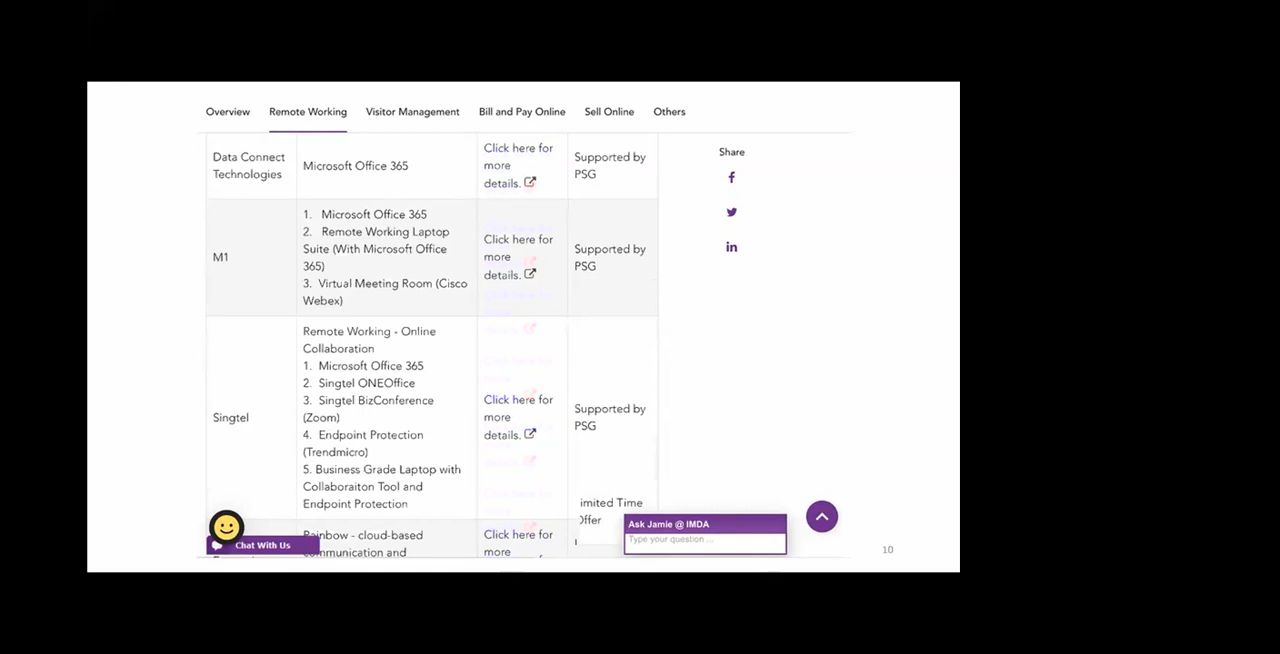 Overview Remote Working Visitor Management Bill and Pay Online Sell Online Others
Data Connect
Technologies
Microsoft Office 365
Click here for
more
details.
Supported by
PSG
M1
1. Microsoft Office 365
2. Remote Working Laptop
Suite (With Microsoft Office
365)
3. Virtual Meeting Room (Cisco
Webex)
Click here for
more
details.
Supported by
PSG
Singtel
Remote Working - Online
Collaboration
1. Microsoft Office 365
2. Singtel ONEOffice
3. Singtel BizConference
(Zoom)
4. Endpoint Protection
(Trendmicro)
5. Business Grade Laptop with
Collaboraiton Tool and
Endpoint Protection
Click here for
more
details.
Supported by
PSG
Rainbow - cloud-based
communication and
Click here for
more
imited Time
Offer
Share
Chat With Us
Ask Jamie @ IMDA
Type your question ...
10